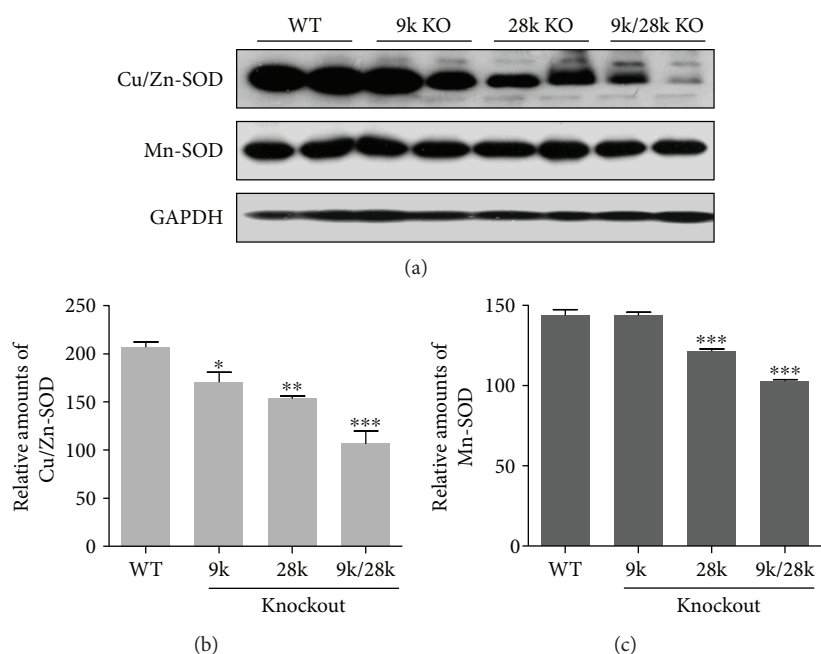 WT 9k KO 28k KO 9k/28k KO
Cu/Zn-SOD
Mn-SOD
GAPDH
(a)
250
200
150
100
50
0
Relative amounts of
Cu/Zn-SOD
*
**
***
WT 9k 28k 9k/28k
Knockout
(b)
150
100
50
0
Relative amounts of
Mn-SOD
***
***
WT 9k 28k 9k/28k
Knockout
(c)